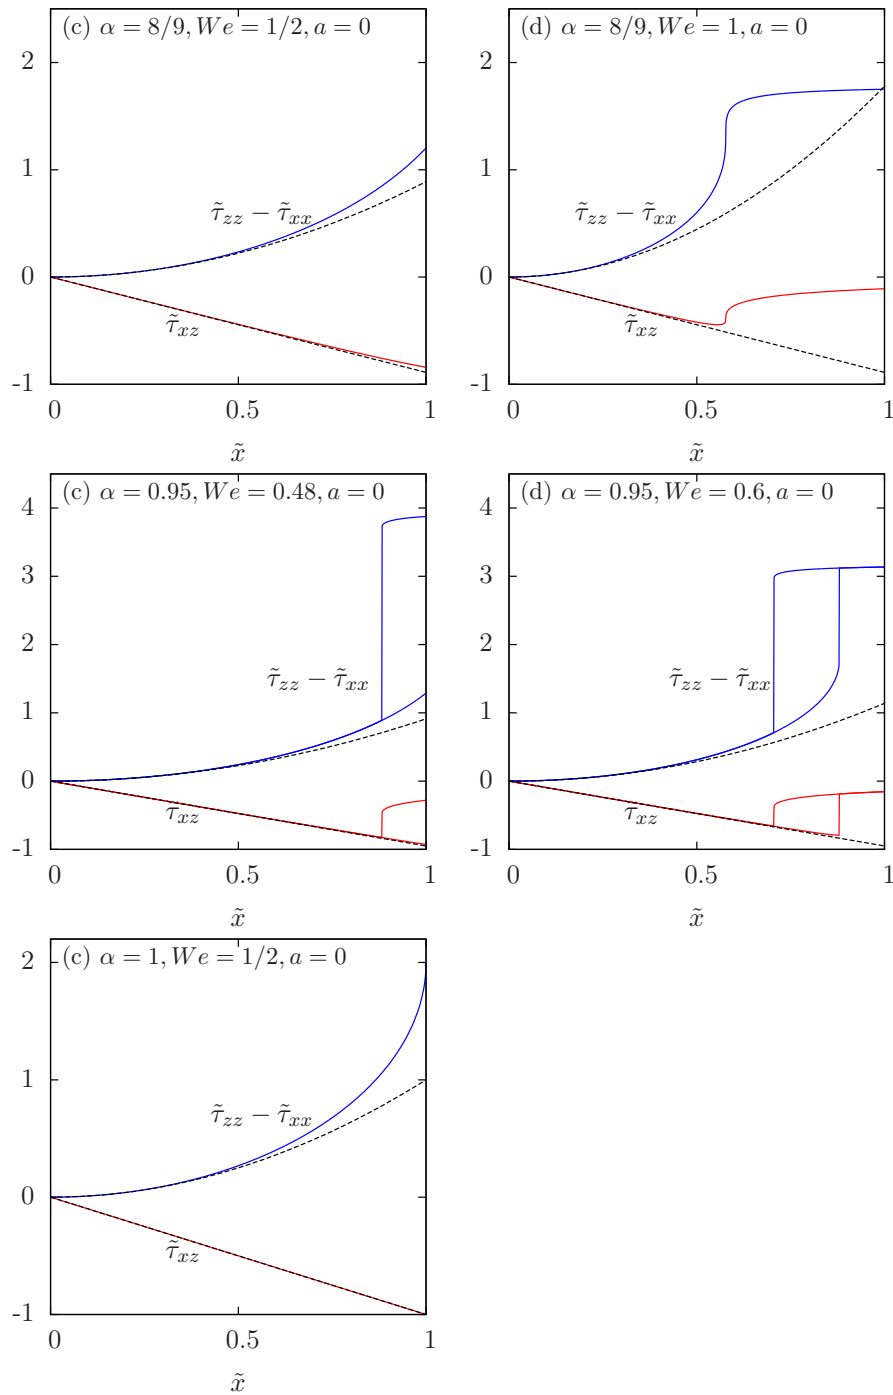 (c) α = 8/9, We = 1/2, a = 0
2
1
0
-1
τ̃zz − τ̃xx
τ̃xz
0 0.5 1
x̃
(d) α = 8/9, We = 1, a = 0
2
1
0
-1
τ̃zz − τ̃xx
τ̃xz
0 0.5 1
x̃
(c) α = 0.95, We = 0.48, a = 0
4
3
2
1
0
-1
τ̃zz − τ̃xx
τxz
0 0.5 1
x̃
(d) α = 0.95, We = 0.6, a = 0
4
3
2
1
0
-1
τ̃zz − τ̃xx
τxz
0 0.5 1
x̃
(c) α = 1, We = 1/2, a = 0
2
1
0
-1
τ̃zz − τ̃xx
τ̃xz
0 0.5 1
x̃